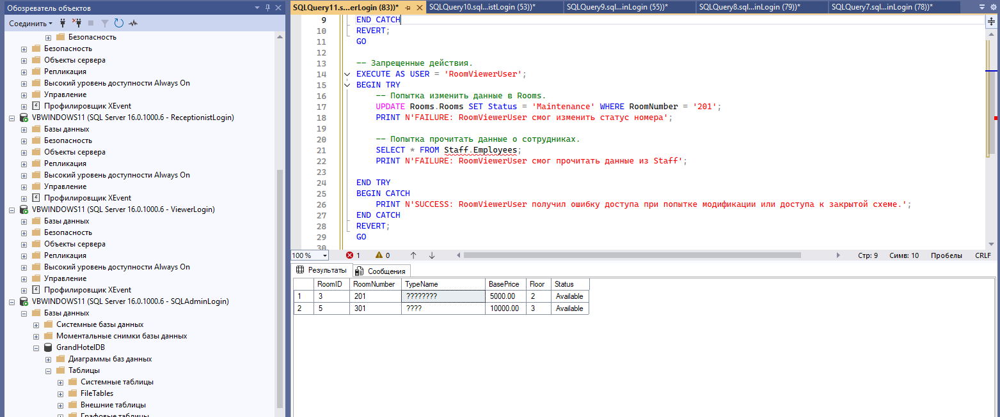 Обозреватель объектов
Соединить
Безопасность
Безопасность
Объекты сервера
Репликация
Высокий уровень доступности Always On
Управление
Профилировщик XEvent
VBWINDOWS11 (SQL Server 16.0.1000.6 - ReceptionistLogin)
Базы данных
Безопасность
Объекты сервера
Репликация
Высокий уровень доступности Always On
Управление
Профилировщик XEvent
VBWINDOWS11 (SQL Server 16.0.1000.6 - ViewerLogin)
Базы данных
Безопасность
Объекты сервера
Репликация
Высокий уровень доступности Always On
Управление
Профилировщик XEvent
VBWINDOWS11 (SQL Server 16.0.1000.6 - SQLAdminLogin)
Базы данных
Системные базы данных
Моментальные снимки базы данных
GrandHotelDB
Диаграммы баз данных
Таблицы
Системные таблицы
FileTables
Внешние таблицы
Графовые таблицы
SQLQuery11.s...erLogin (83))* SQLQuery10.sql...istLogin (53))* SQLQuery9.sql...inLogin (55))* SQLQuery8.sql...inLogin (79))* SQLQuery7.sql...inLogin (78))*
9 END CATCH
10 REVERT;
11 GO
12
13 -- Запрещенные действия.
14 EXECUTE AS USER = 'RoomViewerUser';
15 BEGIN TRY
16 -- Попытка изменить данные в Rooms.
17 UPDATE Rooms.Rooms SET Status = 'Maintenance' WHERE RoomNumber = '201';
18 PRINT N'FAILURE: RoomViewerUser смог изменить статус номера';
19
20 -- Попытка прочитать данные о сотрудниках.
21 SELECT * FROM Staff.Employees;
22 PRINT N'FAILURE: RoomViewerUser смог прочитать данные из Staff';
23
24 END TRY
25 BEGIN CATCH
26 PRINT N'SUCCESS: RoomViewerUser получил ошибку доступа при попытке модификации или доступа к закрытой схеме.';
27 END CATCH
28 REVERT;
29 GO
30
100 % 1 0 Стр: 9 Симв: 10 Пробелы CRLF
Результаты Сообщения
RoomID RoomNumber TypeName BasePrice Floor Status
1 3 201 ???????? 5000.00 2 Available
2 5 301 ???? 10000.00 3 Available